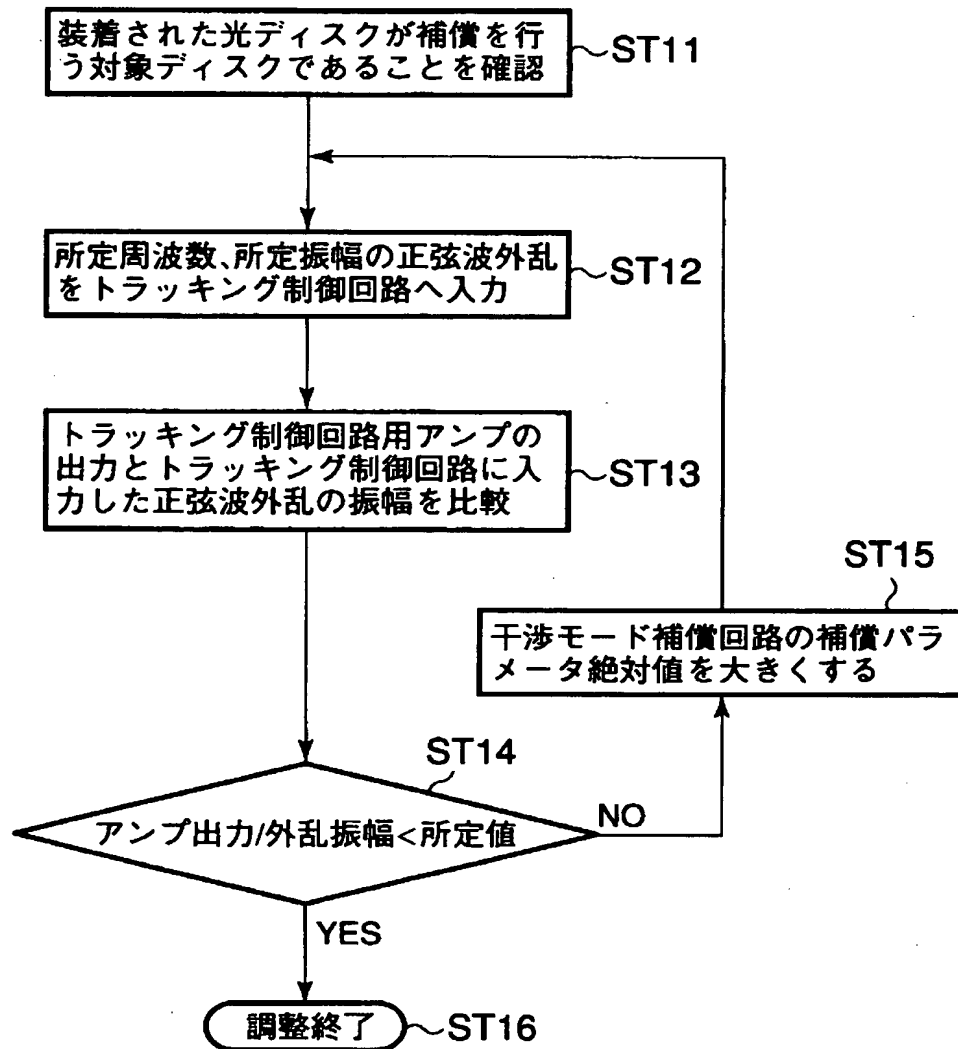 装着された光ディスクが補償を行
う対象ディスクであることを確認
ST11
所定周波数、所定振幅の正弦波外乱
をトラッキング制御回路へ入力
ST12
トラッキング制御回路用アンプの
出力とトラッキング制御回路に入
力した正弦波外乱の振幅を比較
ST13
ST15
干渉モード補償回路の補償パラ
メータ絶対値を大きくする
ST14
アンプ出力/外乱振幅<所定値
NO
YES
調整終了
ST16